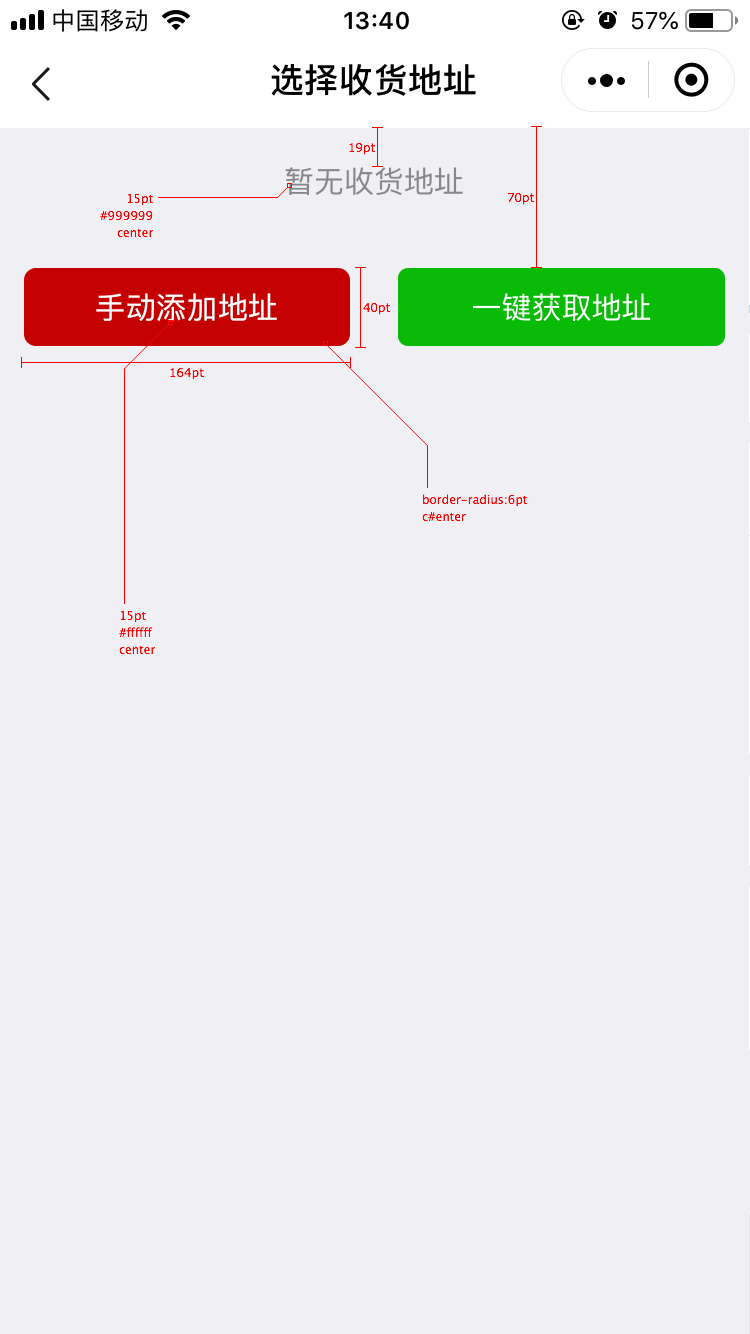 中国移动
13:40
57%
选择收货地址
19pt
暂无收货地址
15pt
#999999
center
70pt
手动添加地址
40pt
一键获取地址
164pt
border-radius:6pt
c#enter
15pt
#ffffff
center